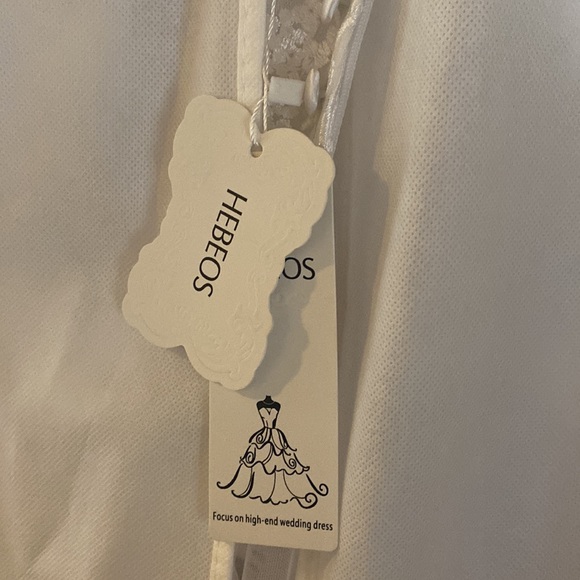 HEBEOS
OS
Focus on high-end wedding dress